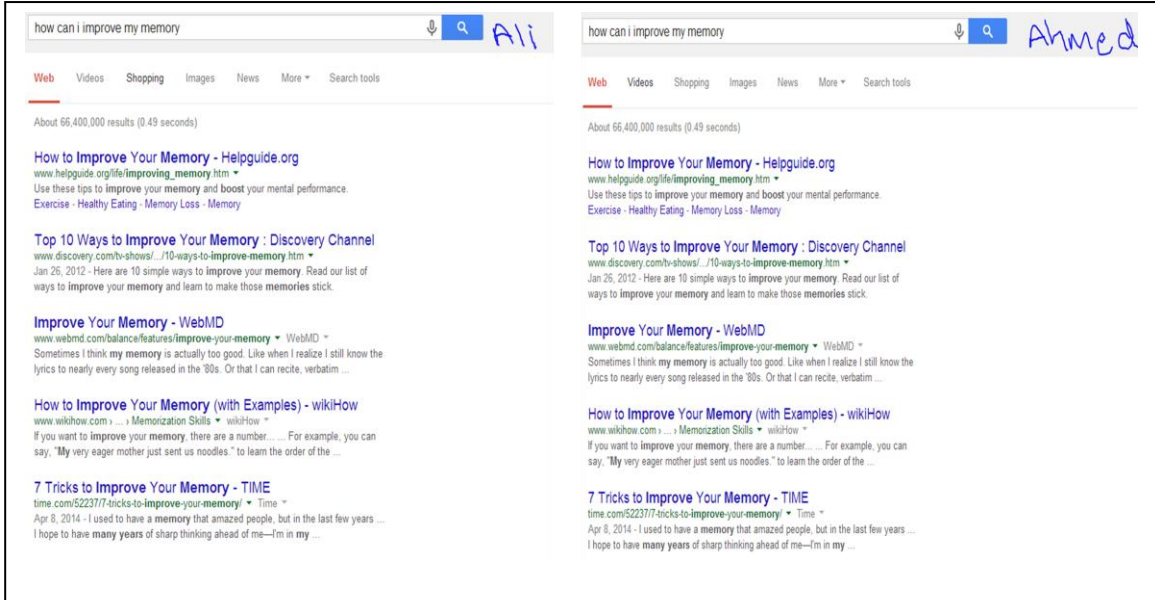 how can i improve my memory
Ali
Web Videos Shopping Images News More Search tools
About 66,400,000 results (0.49 seconds)
How to Improve Your Memory - Helpguide.org
www.helpguide.org/life/improving_memory.htm
Use these tips to improve your memory and boost your mental performance.
Exercise - Healthy Eating - Memory Loss - Memory
Top 10 Ways to Improve Your Memory : Discovery Channel
www.discovery.com/tv-shows/.../10-ways-to-improve-memory.htm
Jan 26, 2012 - Here are 10 simple ways to improve your memory. Read our list of
ways to improve your memory and learn to make those memories stick.
Improve Your Memory - WebMD
www.webmd.com/balance/features/improve-your-memory WebMD
Sometimes I think my memory is actually too good. Like when I realize I still know the
lyrics to nearly every song released in the '80s. Or that I can recite, verbatim ...
How to Improve Your Memory (with Examples) - wikiHow
www.wikihow.com › ... › Memorization Skills wikiHow
If you want to improve your memory, there are a number... ... For example, you can
say, "My very eager mother just sent us noodles." to learn the order of the ...
7 Tricks to Improve Your Memory - TIME
time.com/52237/7-tricks-to-improve-your-memory/ Time
Apr 8, 2014 - I used to have a memory that amazed people, but in the last few years ...
I hope to have many years of sharp thinking ahead of me—I'm in my ...
how can i improve my memory
Ahmed
Web Videos Shopping Images News More Search tools
About 66,400,000 results (0.49 seconds)
How to Improve Your Memory - Helpguide.org
www.helpguide.org/life/improving_memory.htm
Use these tips to improve your memory and boost your mental performance.
Exercise - Healthy Eating - Memory Loss - Memory
Top 10 Ways to Improve Your Memory : Discovery Channel
www.discovery.com/tv-shows/.../10-ways-to-improve-memory.htm
Jan 26, 2012 - Here are 10 simple ways to improve your memory. Read our list of
ways to improve your memory and learn to make those memories stick.
Improve Your Memory - WebMD
www.webmd.com/balance/features/improve-your-memory WebMD
Sometimes I think my memory is actually too good. Like when I realize I still know the
lyrics to nearly every song released in the '80s. Or that I can recite, verbatim ...
How to Improve Your Memory (with Examples) - wikiHow
www.wikihow.com › ... › Memorization Skills wikiHow
If you want to improve your memory, there are a number... ... For example, you can
say, "My very eager mother just sent us noodles." to learn the order of the ...
7 Tricks to Improve Your Memory - TIME
time.com/52237/7-tricks-to-improve-your-memory/ Time
Apr 8, 2014 - I used to have a memory that amazed people, but in the last few years ...
I hope to have many years of sharp thinking ahead of me—I'm in my ...